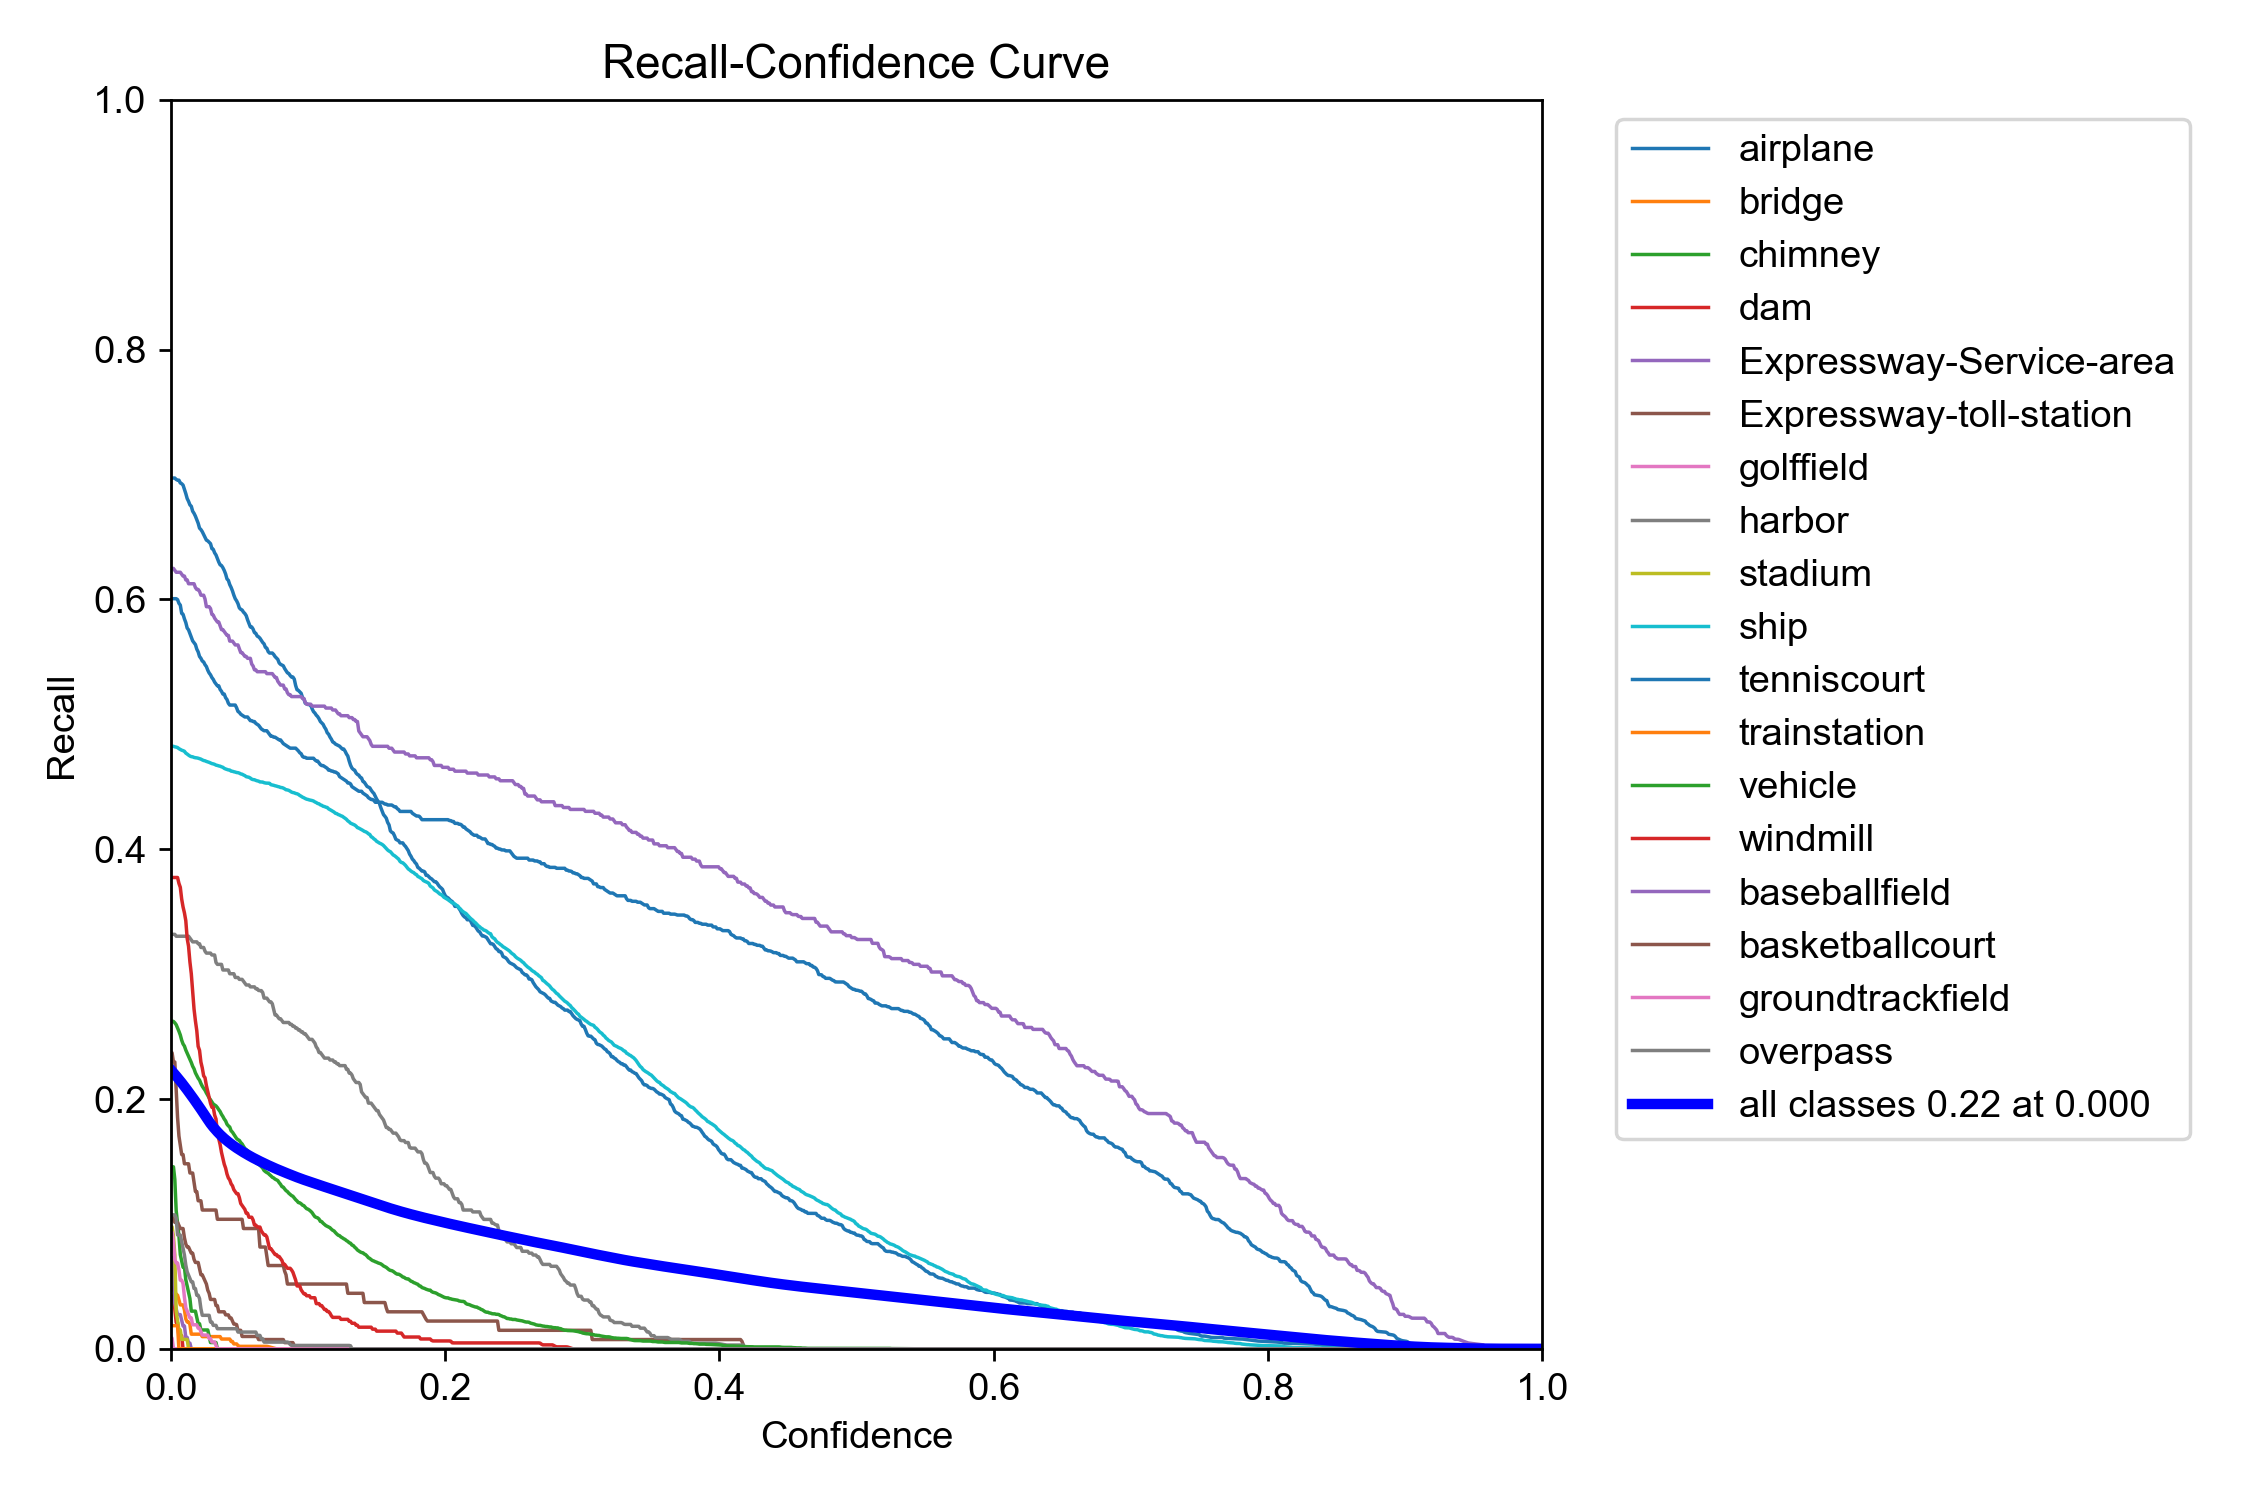 Recall-Confidence Curve
1.0
0.8
0.6
0.4
0.2
0.0
Recall
0.0 0.2 0.4 0.6 0.8 1.0
Confidence
airplane
bridge
chimney
dam
Expressway-Service-area
Expressway-toll-station
golffield
harbor
stadium
ship
tenniscourt
trainstation
vehicle
windmill
baseballfield
basketballcourt
groundtrackfield
overpass
all classes 0.22 at 0.000